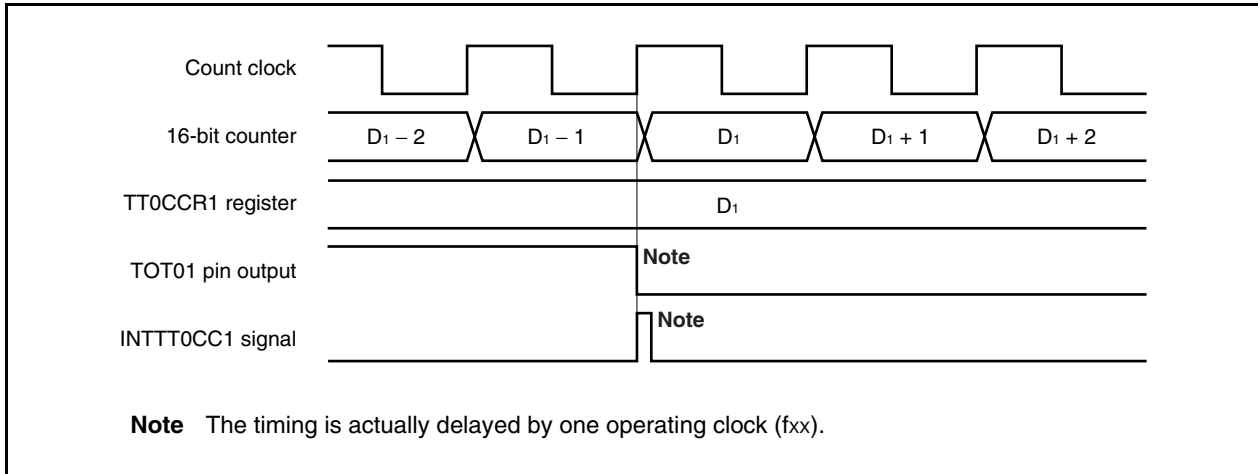 Count clock
16-bit counter D₁ − 2 D₁ − 1 D₁ D₁ + 1 D₁ + 2
TT0CCR1 register D₁
TOT01 pin output Note
INTTT0CC1 signal Note
Note The timing is actually delayed by one operating clock (fxx).